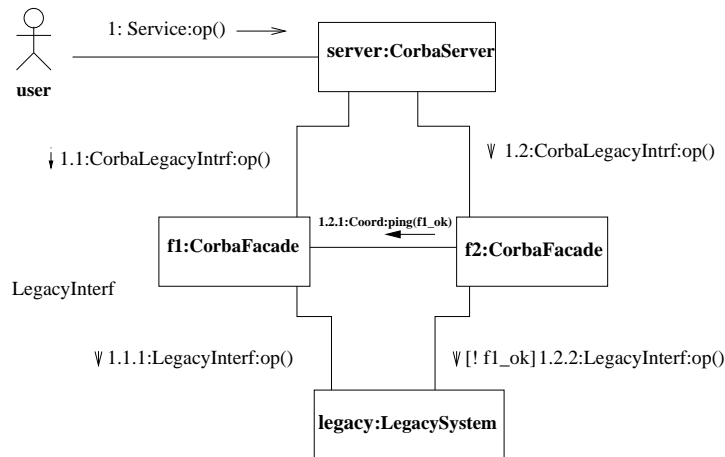 1: Service:op()
server:CorbaServer
user
1.1:CorbaLegacyIntrf:op()
1.2:CorbaLegacyIntrf:op()
1.2.1:Coord:ping(f1_ok)
f1:CorbaFacade
f2:CorbaFacade
LegacyInterf
1.1.1:LegacyInterf:op()
[! f1_ok] 1.2.2:LegacyInterf:op()
legacy:LegacySystem